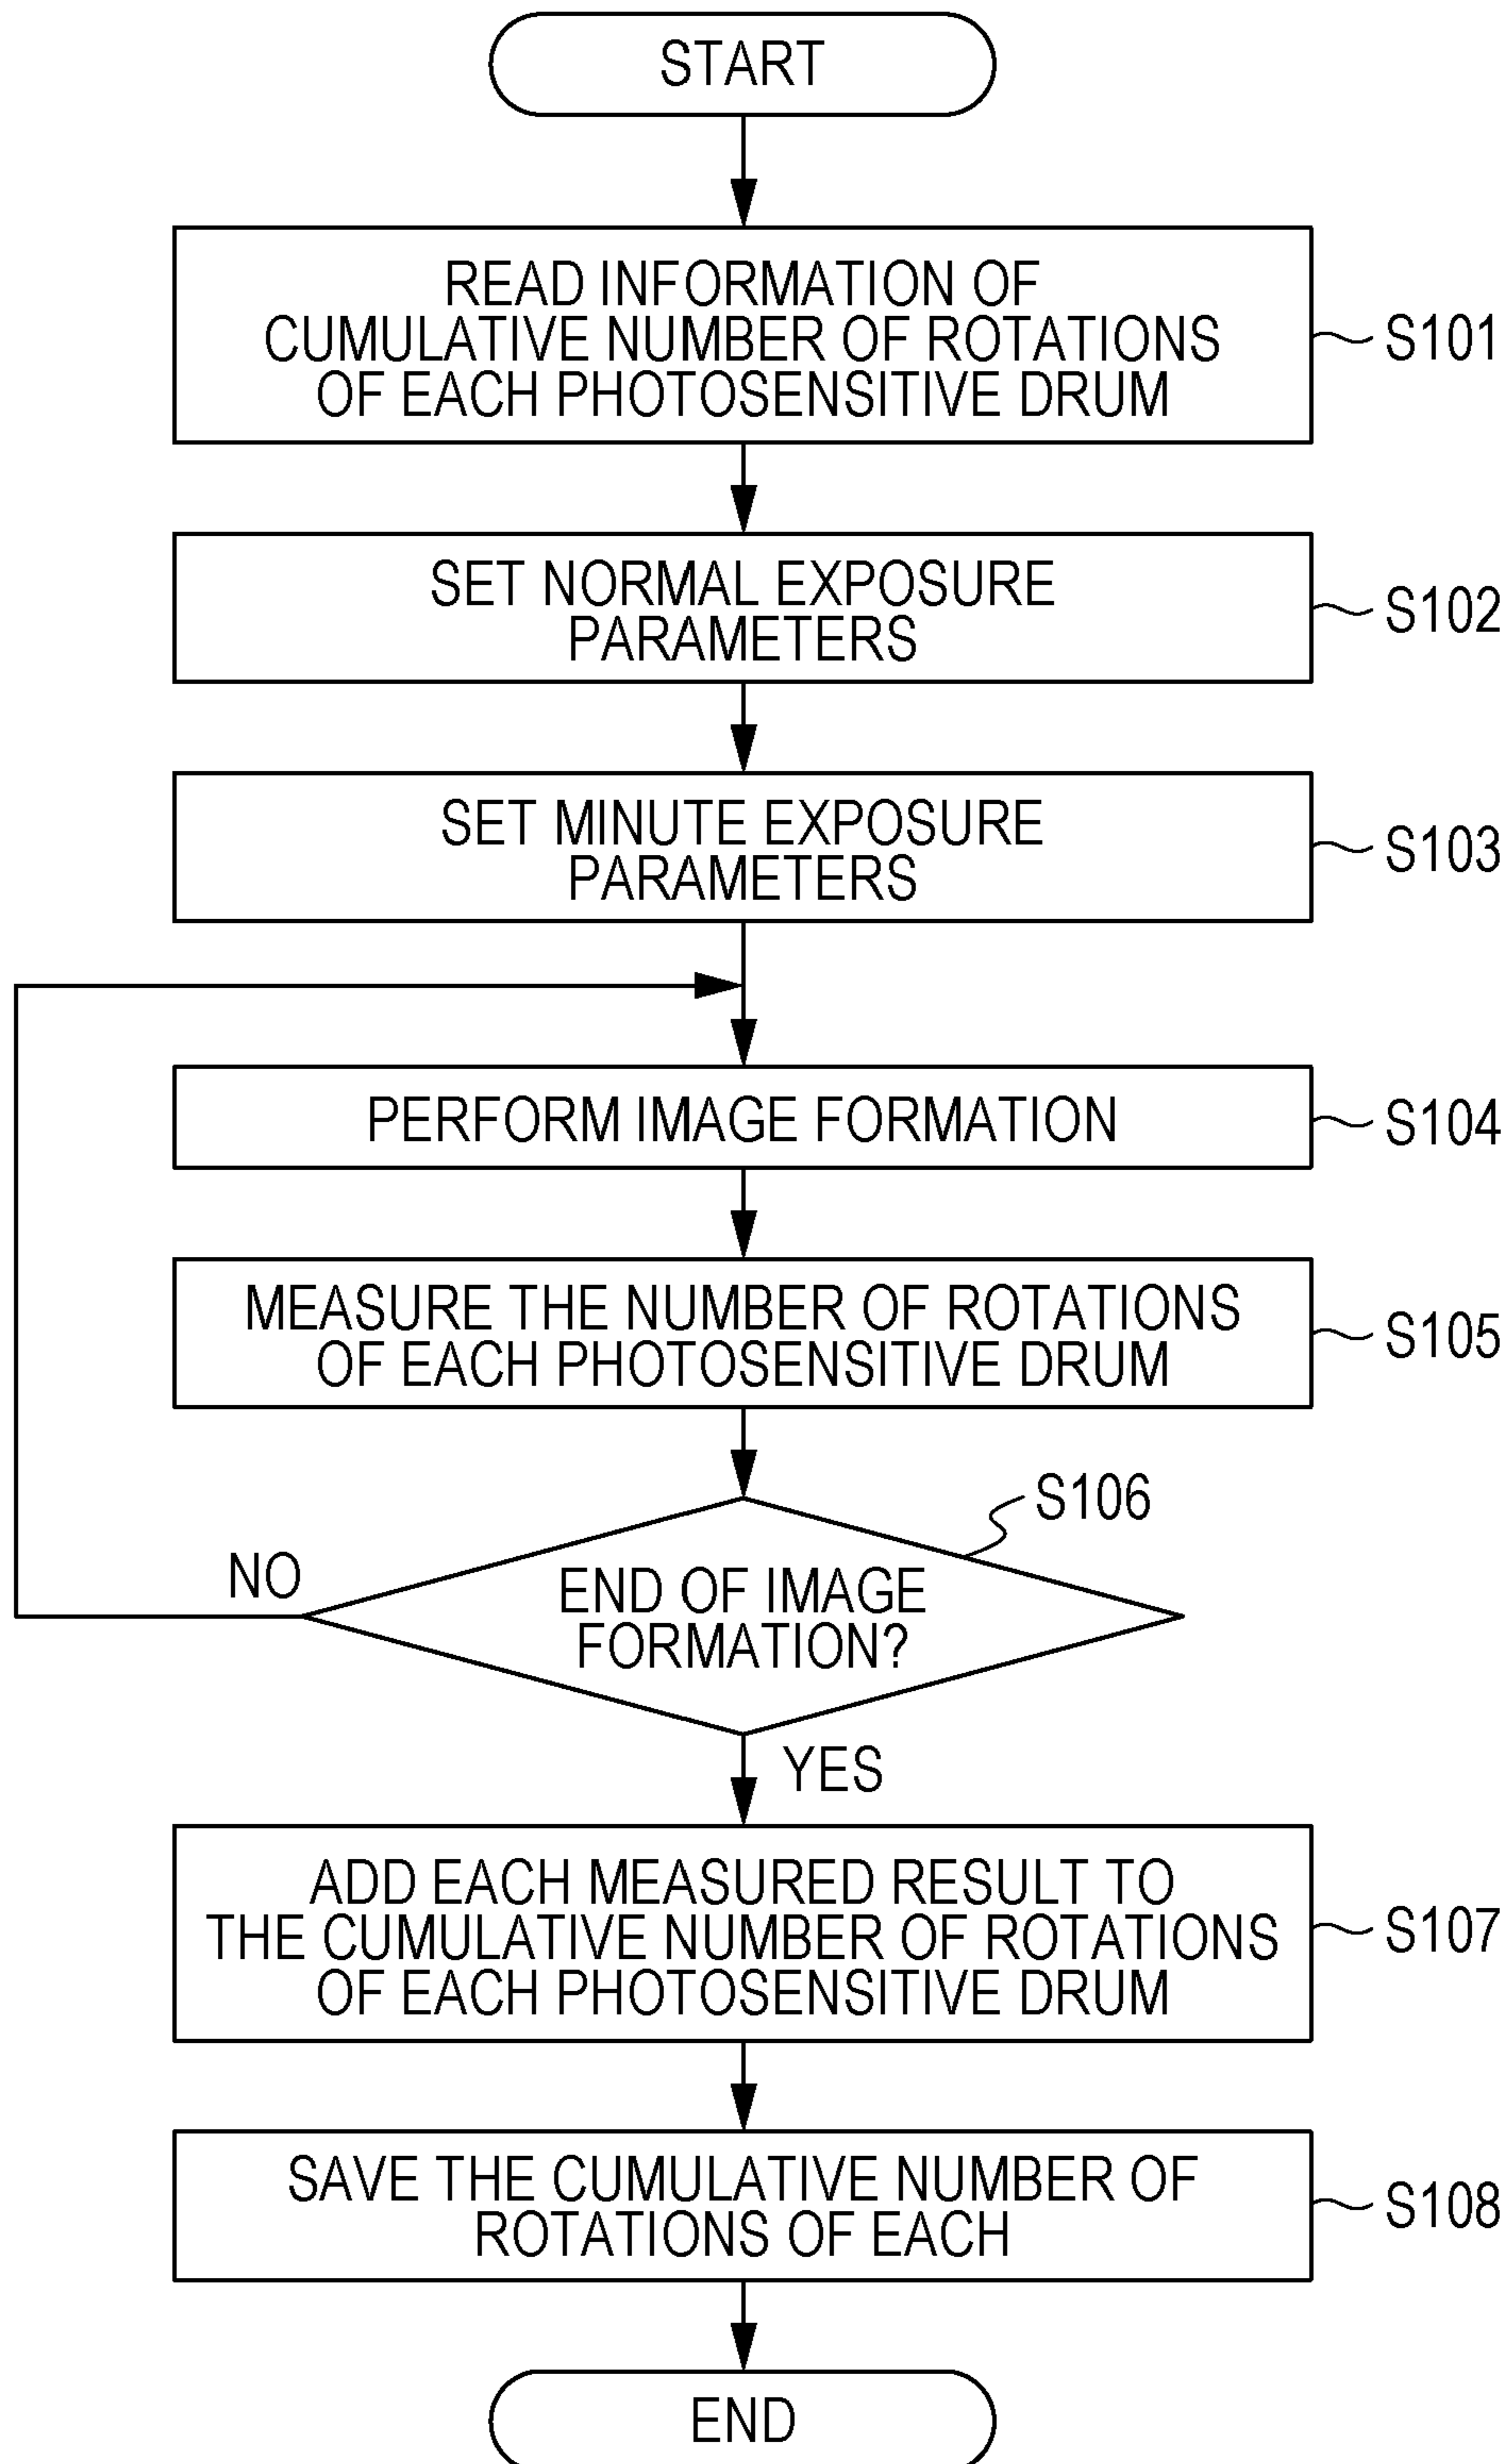 START
READ INFORMATION OF
CUMULATIVE NUMBER OF ROTATIONS
OF EACH PHOTOSENSITIVE DRUM
S101
SET NORMAL EXPOSURE
PARAMETERS
S102
SET MINUTE EXPOSURE
PARAMETERS
S103
PERFORM IMAGE FORMATION
S104
MEASURE THE NUMBER OF ROTATIONS
OF EACH PHOTOSENSITIVE DRUM
S105
S106
NO
END OF IMAGE
FORMATION?
YES
ADD EACH MEASURED RESULT TO
THE CUMULATIVE NUMBER OF ROTATIONS
OF EACH PHOTOSENSITIVE DRUM
S107
SAVE THE CUMULATIVE NUMBER OF
ROTATIONS OF EACH
S108
END